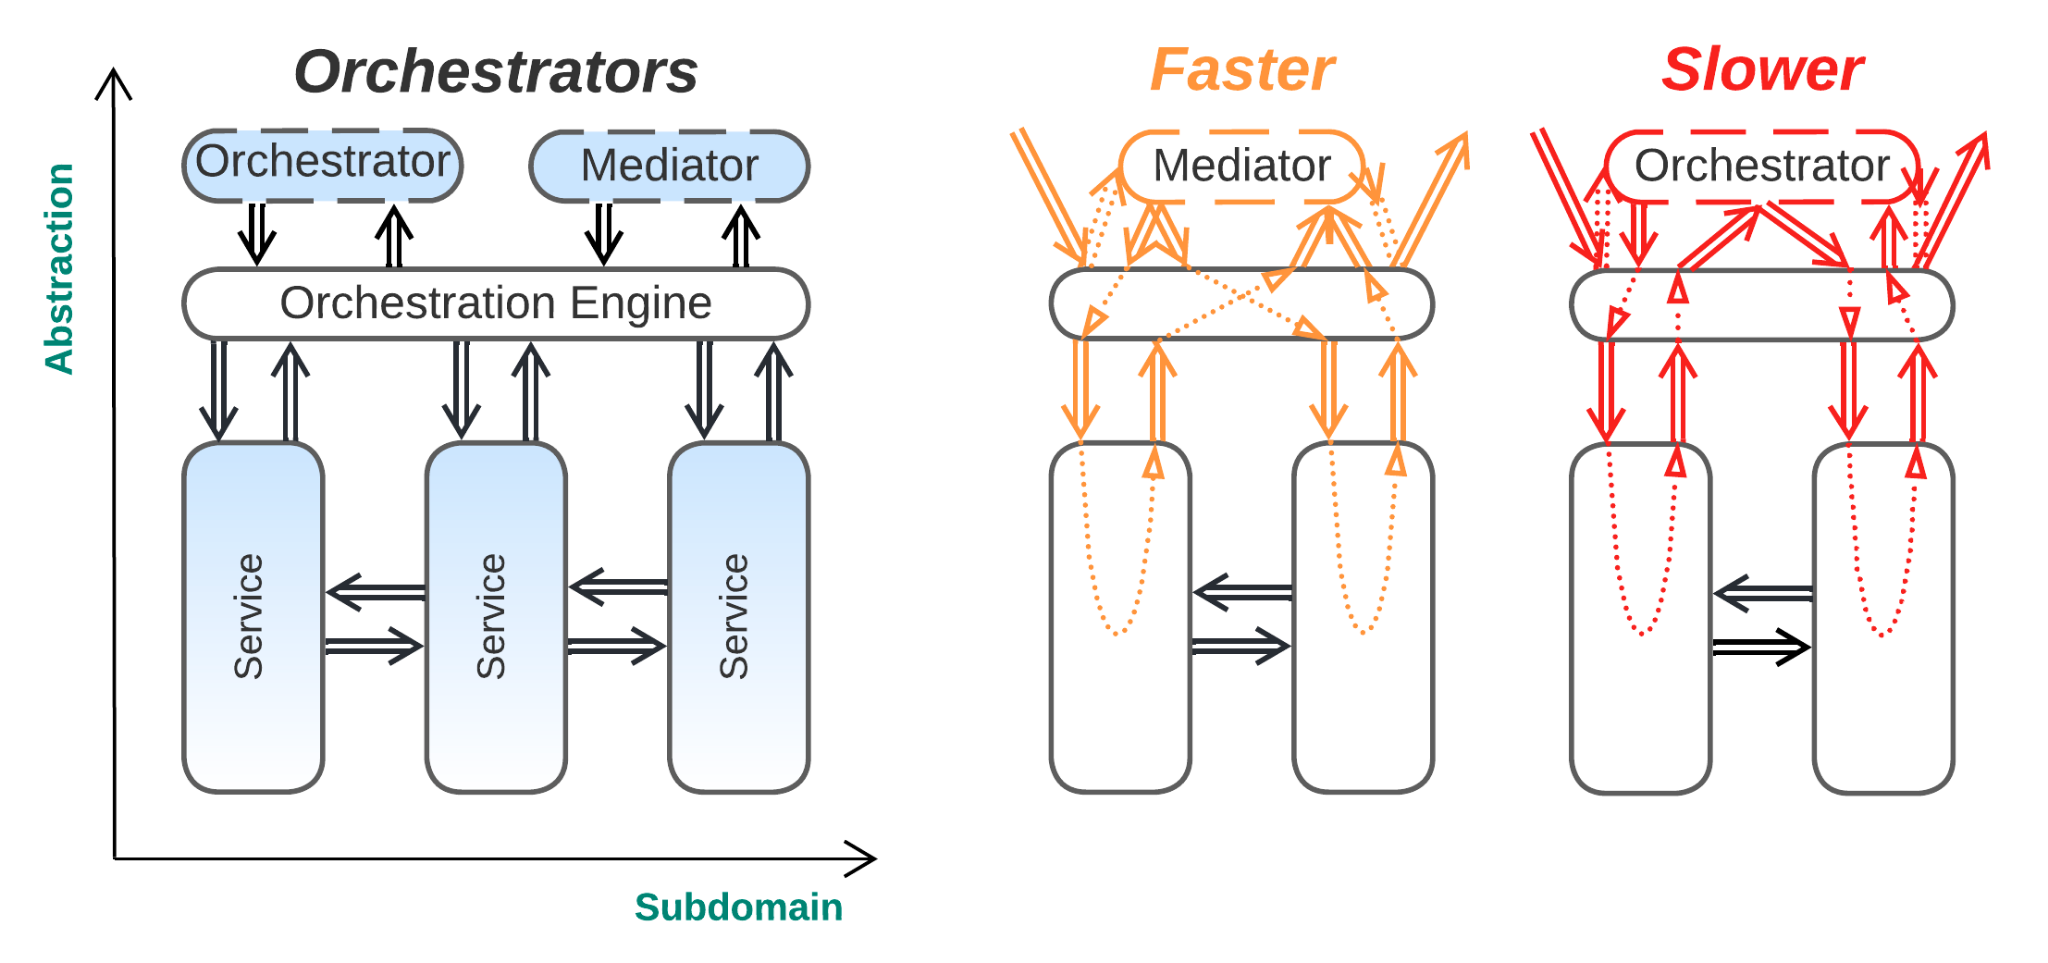 Orchestrators
Faster
Slower
Orchestrator
Mediator
Mediator
Orchestrator
Abstraction
Orchestration Engine
Service
Service
Service
Subdomain